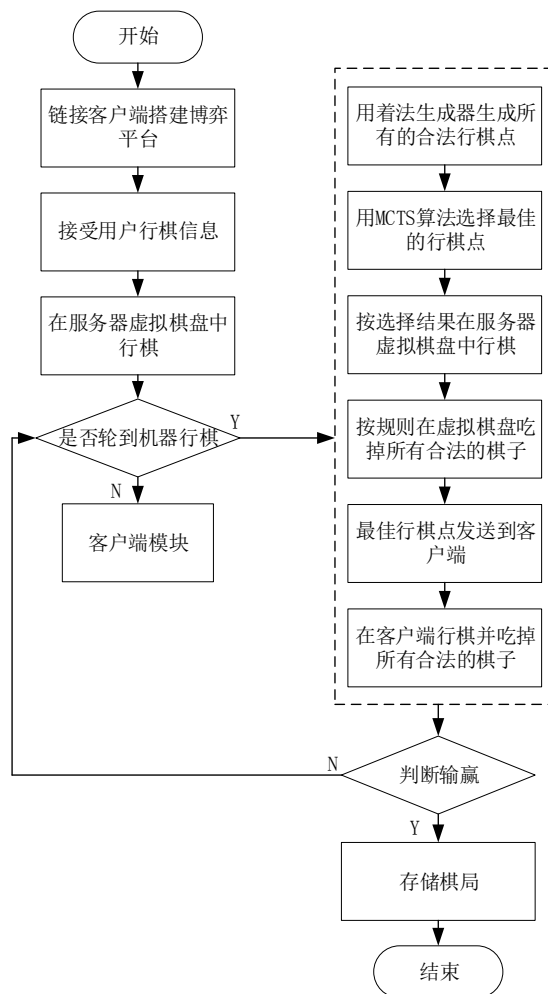 开始
链接客户端搭建博弈
平台
接受用户行棋信息
在服务器虚拟棋盘中
行棋
是否轮到机器行棋
Y
N
客户端模块
用着法生成器生成所
有的合法行棋点
用MCTS算法选择最佳
的行棋点
按选择结果在服务器
虚拟棋盘中行棋
按规则在虚拟棋盘吃
掉所有合法的棋子
最佳行棋点发送到客
户端
在客户端行棋并吃掉
所有合法的棋子
判断输赢
N
Y
存储棋局
结束